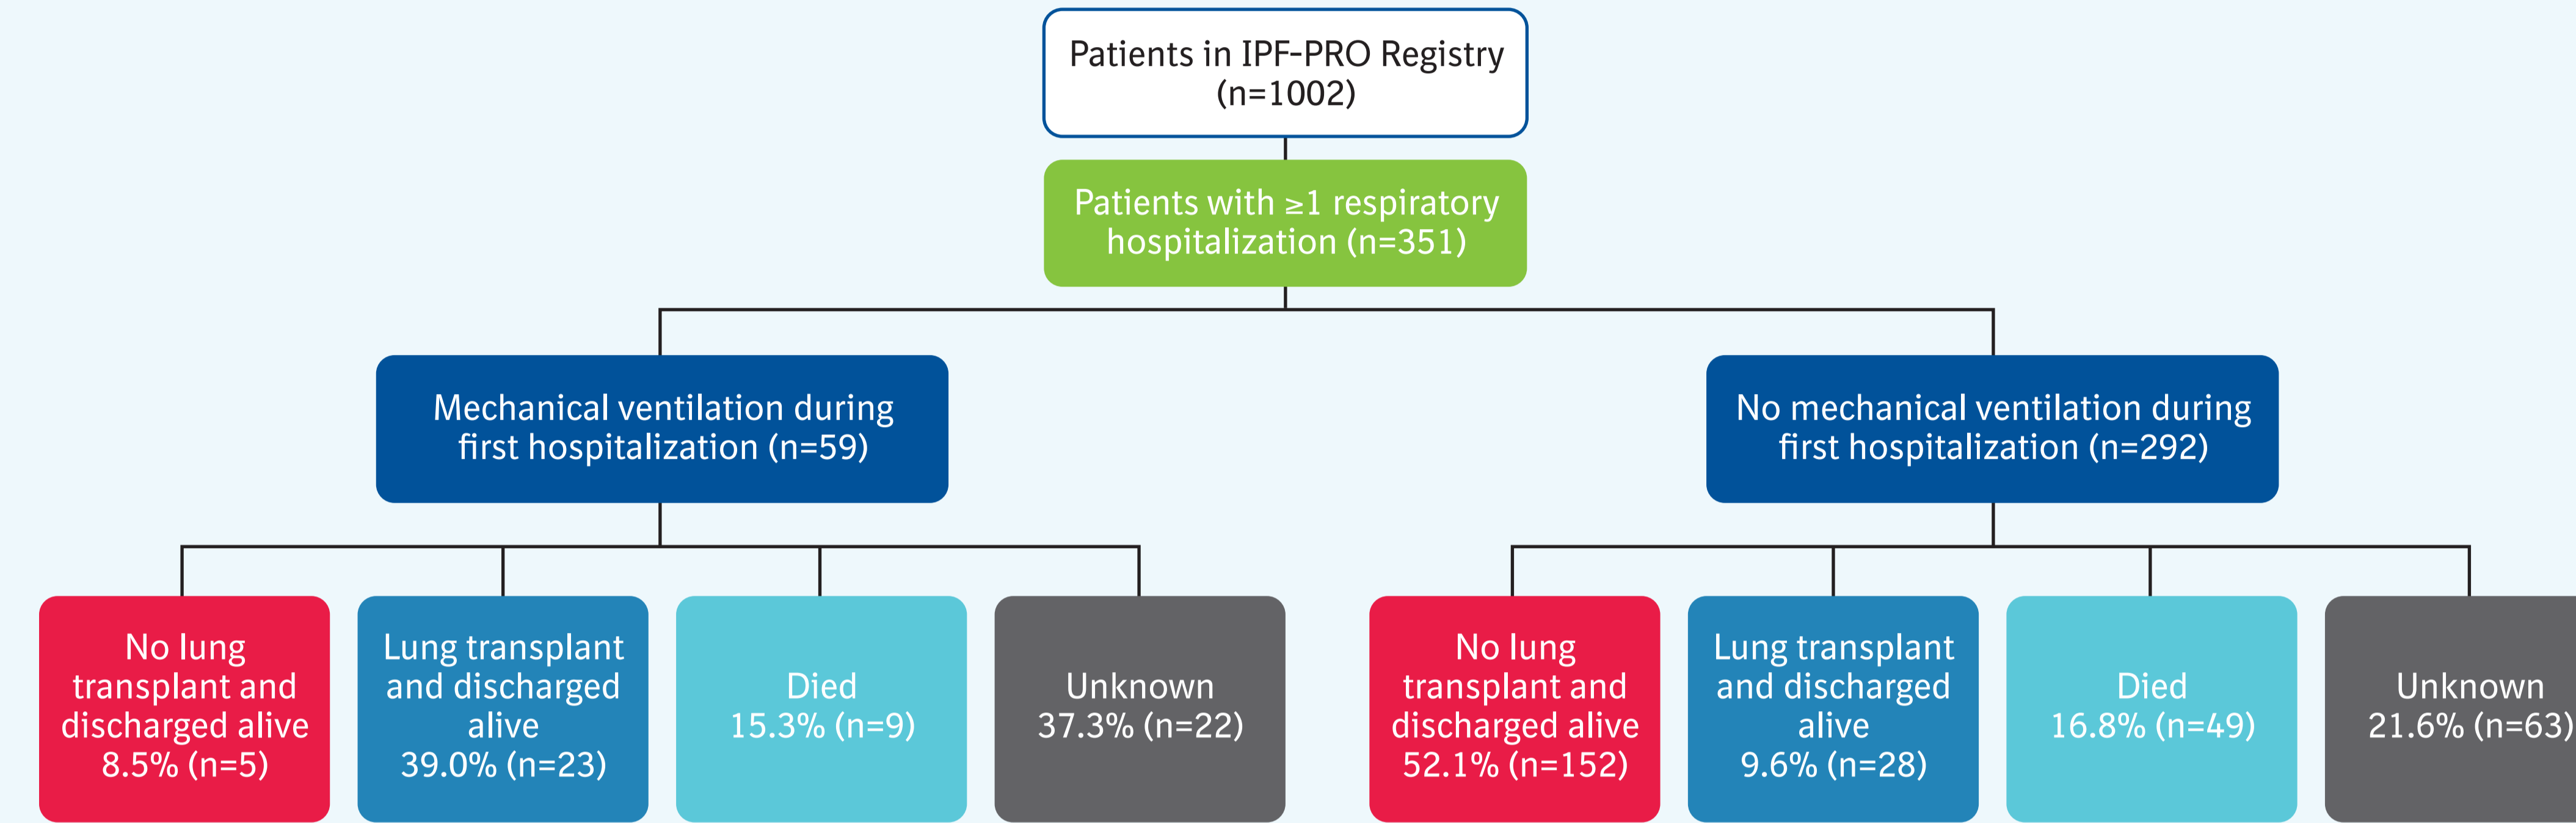 Patients in IPF-PRO Registry
(n=1002)
Patients with ≥1 respiratory
hospitalization (n=351)
Mechanical ventilation during
first hospitalization (n=59)
No mechanical ventilation during
first hospitalization (n=292)
No lung
transplant and
discharged alive
8.5% (n=5)
Lung transplant
and discharged
alive
39.0% (n=23)
Died
15.3% (n=9)
Unknown
37.3% (n=22)
No lung
transplant and
discharged alive
52.1% (n=152)
Lung transplant
and discharged
alive
9.6% (n=28)
Died
16.8% (n=49)
Unknown
21.6% (n=63)